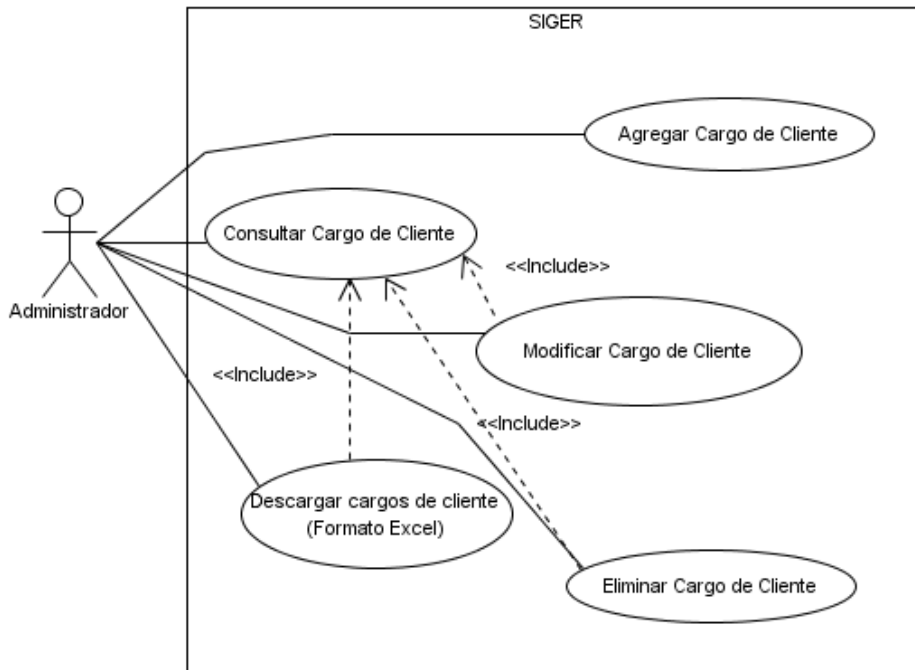 SIGER
Agregar Cargo de Cliente
Consultar Cargo de Cliente
<<Include>>
Administrador
Modificar Cargo de Cliente
<<Include>>
<<Include>>
Descargar cargos de cliente
(Formato Excel)
Eliminar Cargo de Cliente